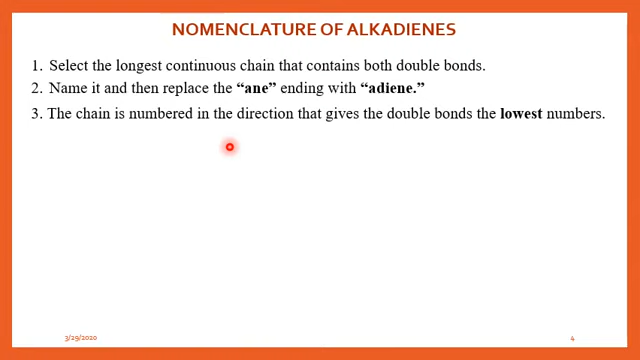 NOMENCLATURE OF ALKADIENES
1. Select the longest continuous chain that contains both double bonds.
2. Name it and then replace the “ane” ending with “adiene.”
3. The chain is numbered in the direction that gives the double bonds the lowest numbers.
3/29/2020
4